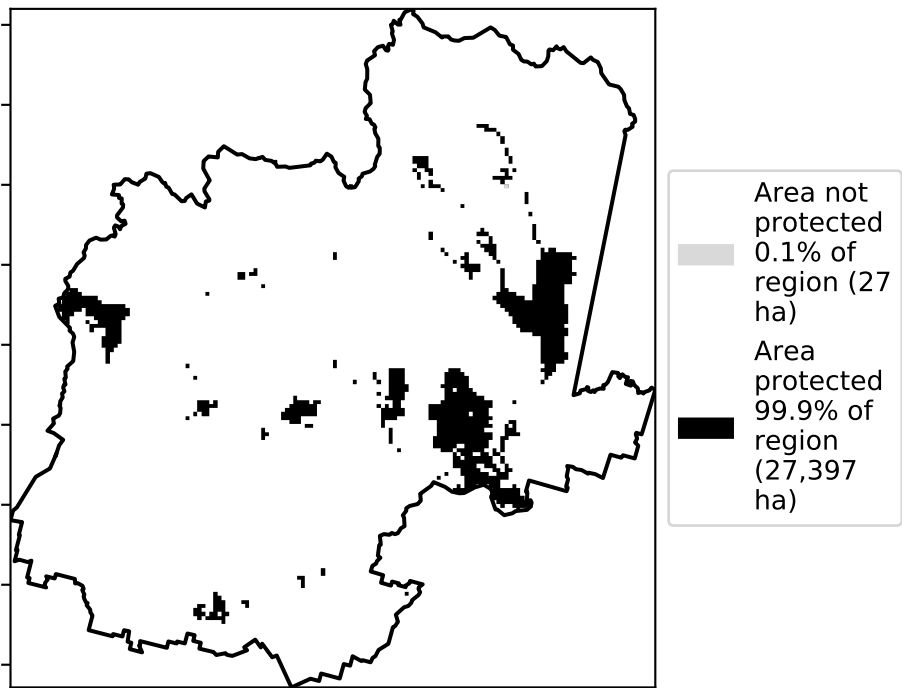 Area not
protected
0.1% of
region (27
ha)
Area
protected
99.9% of
region
(27,397
ha)